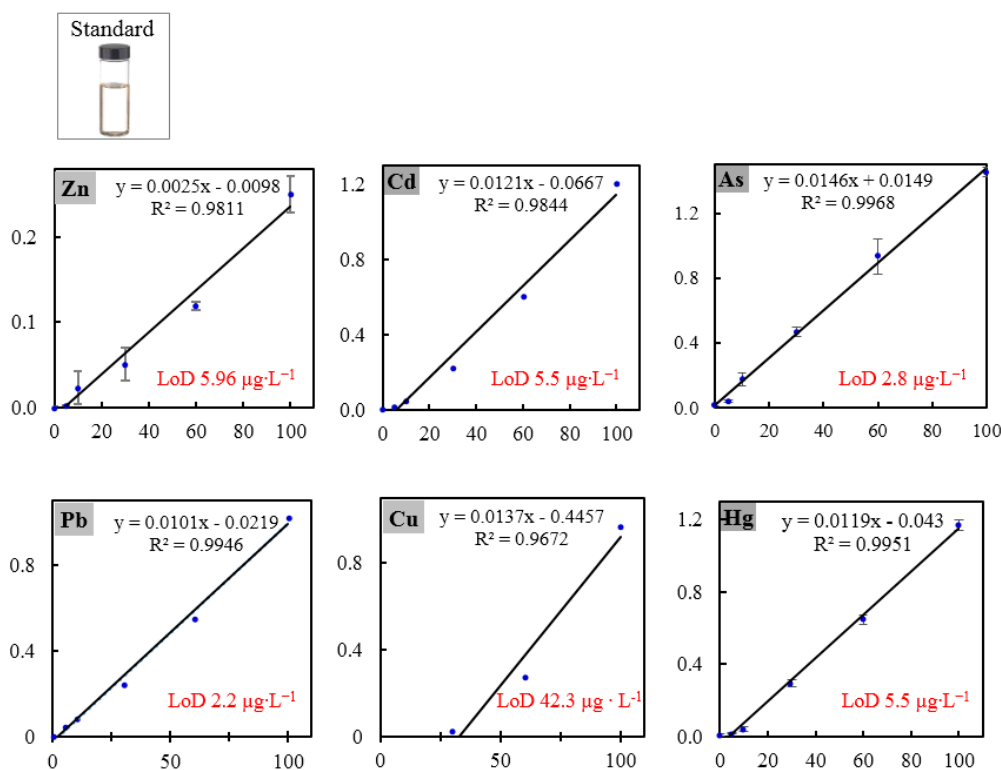 Standard
Zn
y = 0.0025x - 0.0098
R² = 0.9811
0.2
0.1
0.0
LoD 5.96 µg·L⁻¹
0 20 40 60 80 100
Cd
y = 0.0121x - 0.0667
R² = 0.9844
1.2
0.8
0.4
0.0
LoD 5.5 µg·L⁻¹
0 20 40 60 80 100
As
y = 0.0146x + 0.0149
R² = 0.9968
1.2
0.8
0.4
0.0
LoD 2.8 µg·L⁻¹
0 20 40 60 80 100
Pb
y = 0.0101x - 0.0219
R² = 0.9946
0.8
0.4
0
LoD 2.2 µg·L⁻¹
0 25 50 75 100
Cu
y = 0.0137x - 0.4457
R² = 0.9672
0.8
0.4
0
LoD 42.3 µg · L-¹
0 50 100
Hg
y = 0.0119x - 0.043
R² = 0.9951
1.2
0.8
0.4
0.0
LoD 5.5 µg·L⁻¹
0 20 40 60 80 100